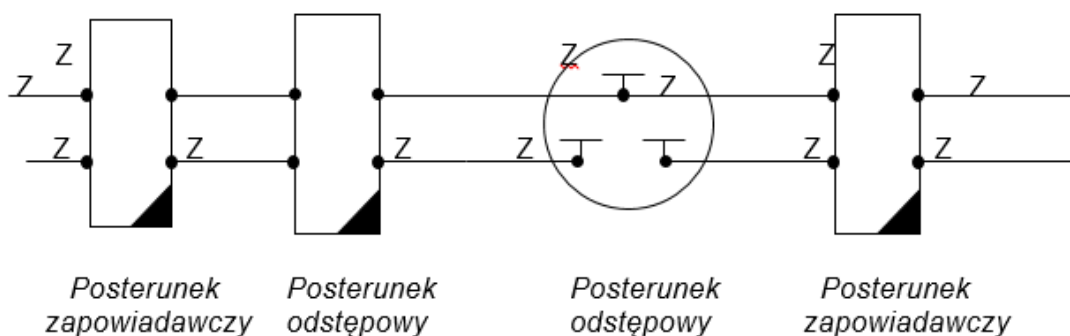 Z Z Z
Z Z Z
Z Z Z Z Z Z
Posterunek Posterunek Posterunek Posterunek
zapowiadawczy odstępowy odstępowy zapowiadawczy